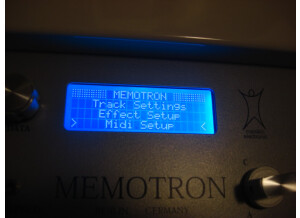 MEMOTRON
Track Settings
Effect Setup
> Midi Setup <
MEMOTRON